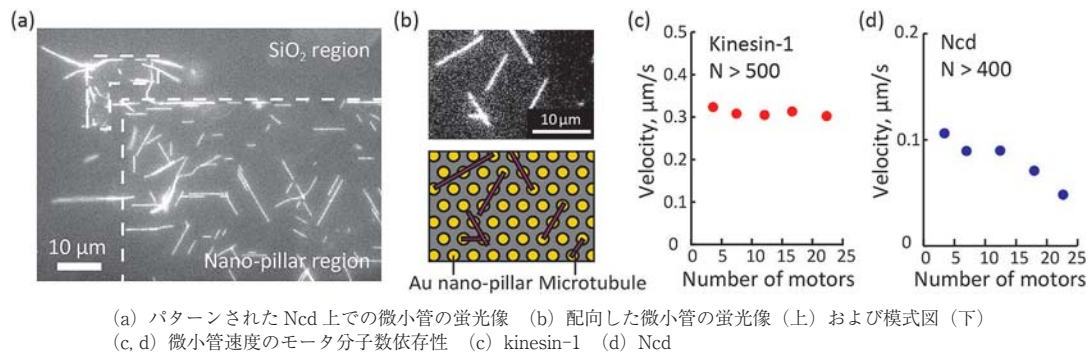 (a)
SiO₂ region
10 μm
Nano-pillar region
(b)
10 μm
Au nano-pillar Microtubule
(c)
Kinesin-1
N > 500
Velocity, μm/s
0.5
0.4
0.3
0.2
0.1
0
0 5 10 15 20 25
Number of motors
(d)
Ncd
N > 400
Velocity, μm/s
0.2
0.1
0
0 5 10 15 20 25
Number of motors
(a) パターンされた Ncd 上での微小管の蛍光像 (b) 配向した微小管の蛍光像(上)および模式図(下)
(c, d) 微小管速度のモータ分子数依存性 (c) kinesin-1 (d) Ncd